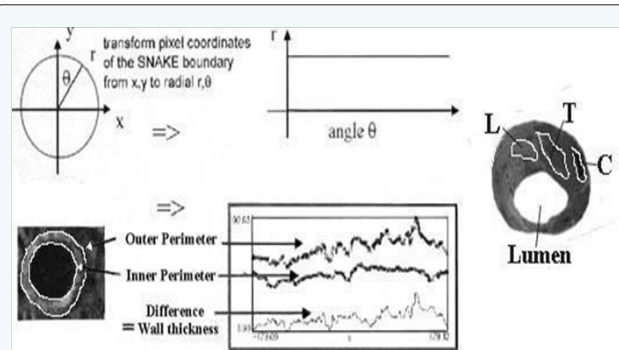 y
r
θ
x
transform pixel coordinates
of the SNAKE boundary
from x,y to radial r,θ
=>
r
angle θ
L
T
C
Lumen
=>
Outer Perimeter
Inner Perimeter
Difference
= Wall thickness
x